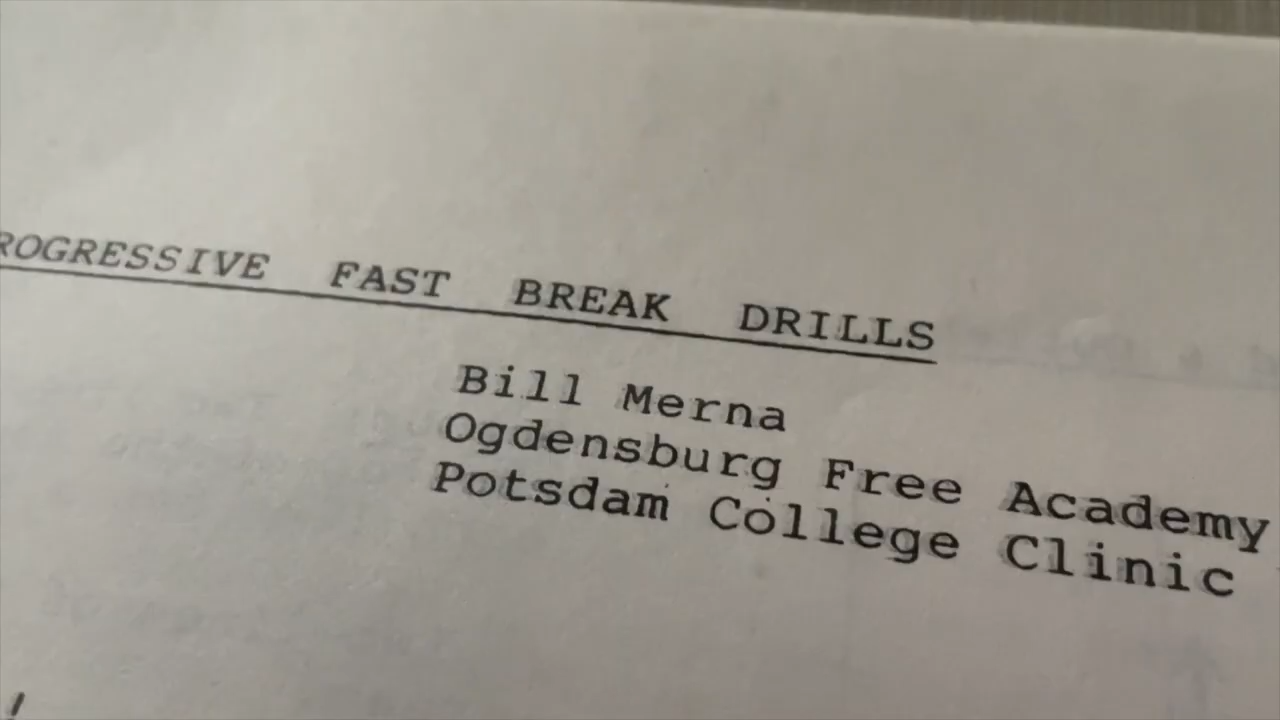 ROGRESSIVE FAST BREAK DRILLS
Bill Merna
Ogdensburg Free Academy
Potsdam College Clinic